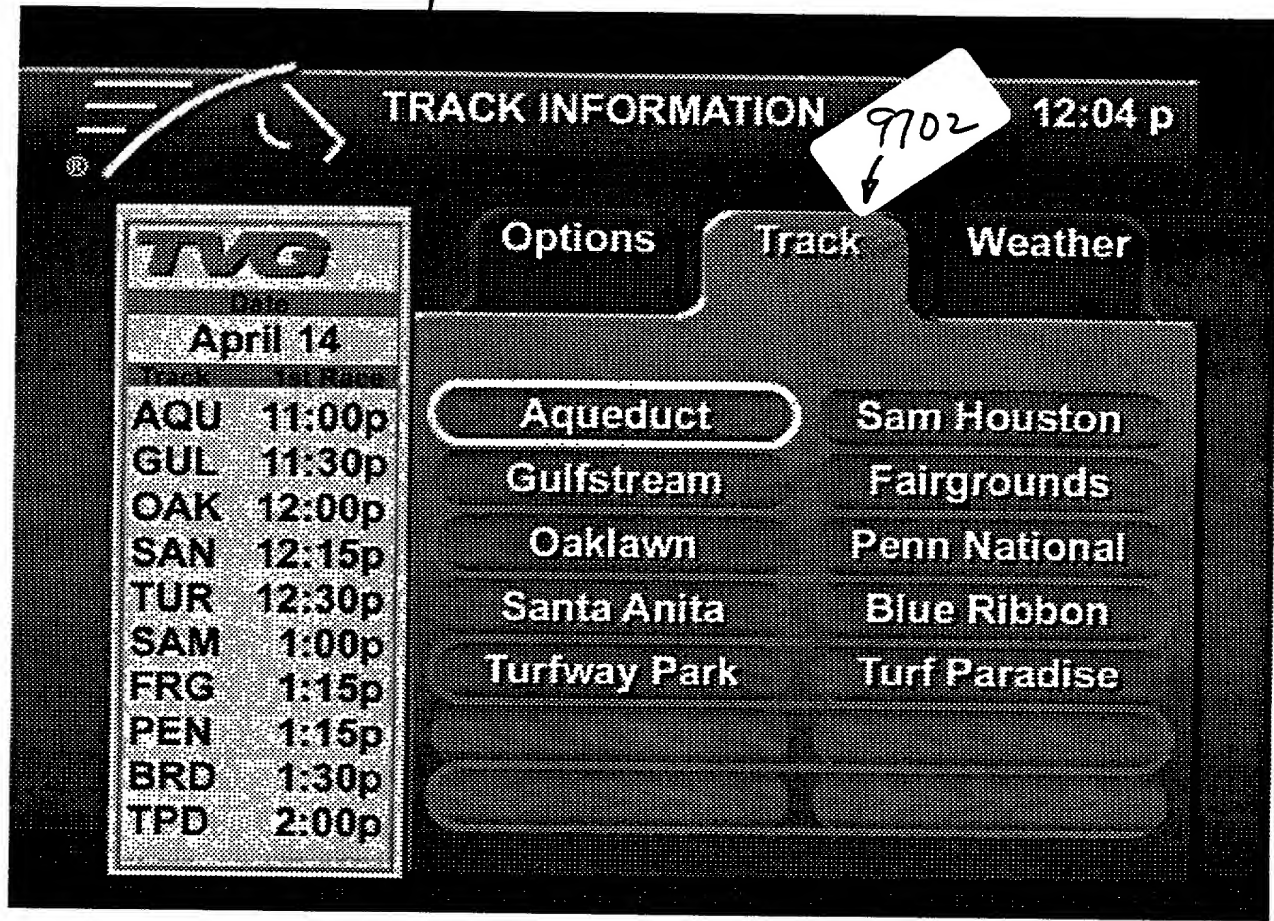 TRACK INFORMATION
9702
12:04 p
®
TVG
Date
April 14
Track 1st Race
AQU 11:00p
GUL 11:30p
OAK 12:00p
SAN 12:15p
TUR 12:30p
SAM 1:00p
FRG 1:15p
PEN 1:15p
BRD 1:30p
TPD 2:00p
Options
Track
Weather
Aqueduct
Sam Houston
Gulfstream
Fairgrounds
Oaklawn
Penn National
Santa Anita
Blue Ribbon
Turfway Park
Turf Paradise